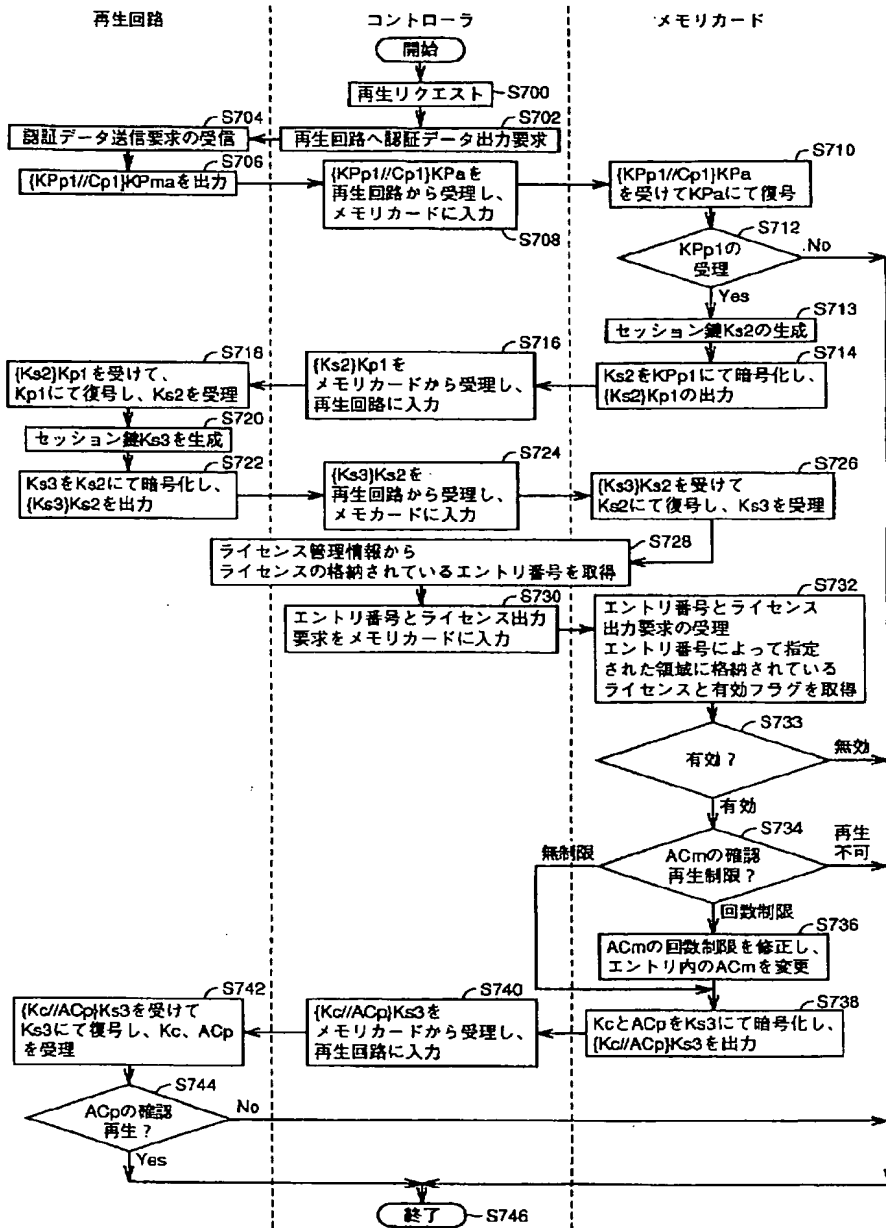 再生回路
コントローラ
メモリカード
開始
再生リクエスト
S700
S702
再生回路へ認証データ出力要求
S704
認証データ送信要求の受信
S706
{KPp1//Cp1}KPmaを出力
{KPp1//Cp1}KPaを
再生回路から受理し、
メモリカードに入力
S708
S710
{KPp1//Cp1}KPa
を受けてKPaにて復号
S712
KPp1の
受理
No
Yes
S713
セッション鍵Ks2の生成
S714
Ks2をKPp1にて暗号化し、
{Ks2}Kp1の出力
S716
{Ks2}Kp1を
メモリカードから受理し、
再生回路に入力
S718
{Ks2}Kp1を受けて、
Kp1にて復号し、Ks2を受理
S720
セッション鍵Ks3を生成
S722
Ks3をKs2にて暗号化し、
{Ks3}Ks2を出力
S724
{Ks3}Ks2を
再生回路から受理し、
メモカードに入力
S726
{Ks3}Ks2を受けて
Ks2にて復号し、Ks3を受理
S728
ライセンス管理情報から
ライセンスの格納されているエントリ番号を取得
S730
エントリ番号とライセンス出力
要求をメモリカードに入力
S732
エントリ番号とライセンス
出力要求の受理
エントリ番号によって指定
された領域に格納されている
ライセンスと有効フラグを取得
S733
有効?
無効
有効
S734
ACmの確認
再生制限?
無制限
再生
不可
回数制限
S736
ACmの回数制限を修正し、
エントリ内のACmを変更
S738
KcとACpをKs3にて暗号化し、
{Kc//ACp}Ks3を出力
S740
{Kc//ACp}Ks3を
メモリカードから受理し、
再生回路に入力
S742
{Kc//ACp}Ks3を受けて
Ks3にて復号し、Kc、ACp
を受理
S744
ACpの確認
再生?
No
Yes
終了
S746